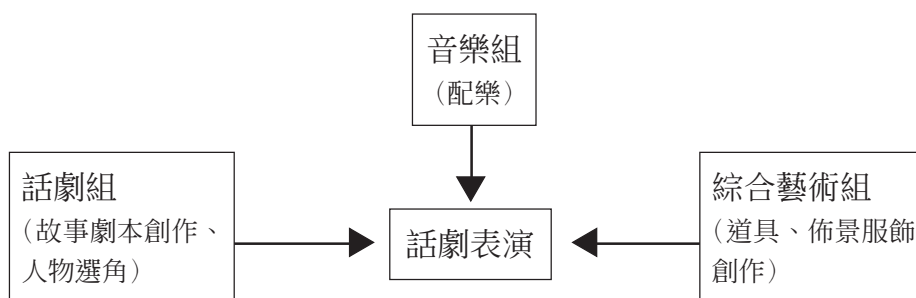 音樂組
（配樂）
話劇組
（故事劇本創作、
人物選角）
話劇表演
綜合藝術組
（道具、佈景服飾
創作）